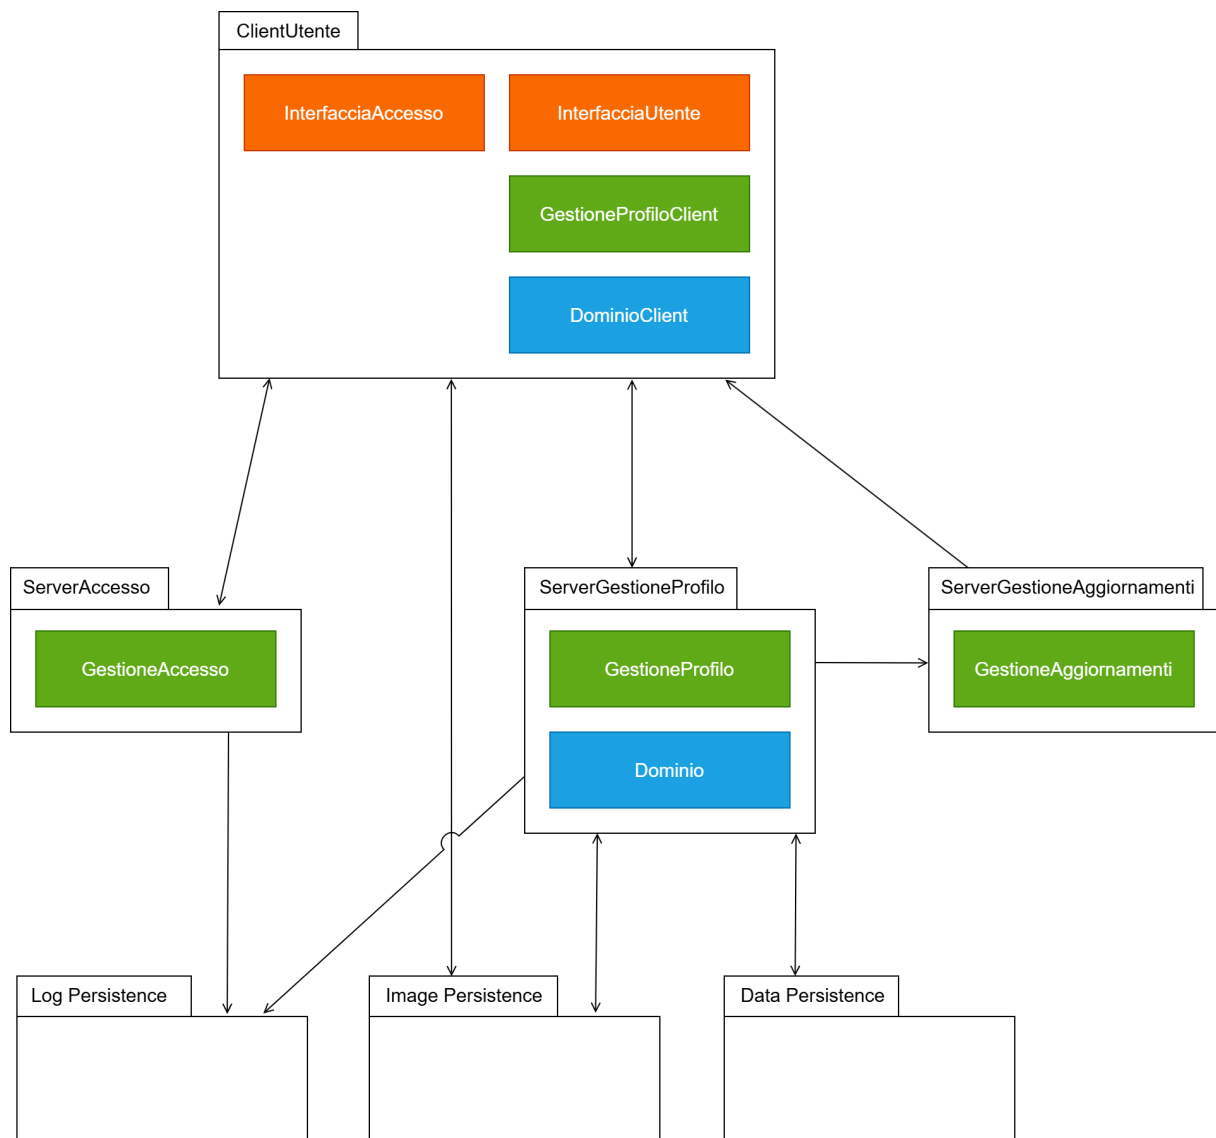 ClientUtente
InterfacciaAccesso
InterfacciaUtente
GestioneProfiloClient
DominioClient
ServerAccesso
ServerGestioneProfilo
ServerGestioneAggiornamenti
GestioneAccesso
GestioneProfilo
GestioneAggiornamenti
Dominio
Log Persistence
Image Persistence
Data Persistence